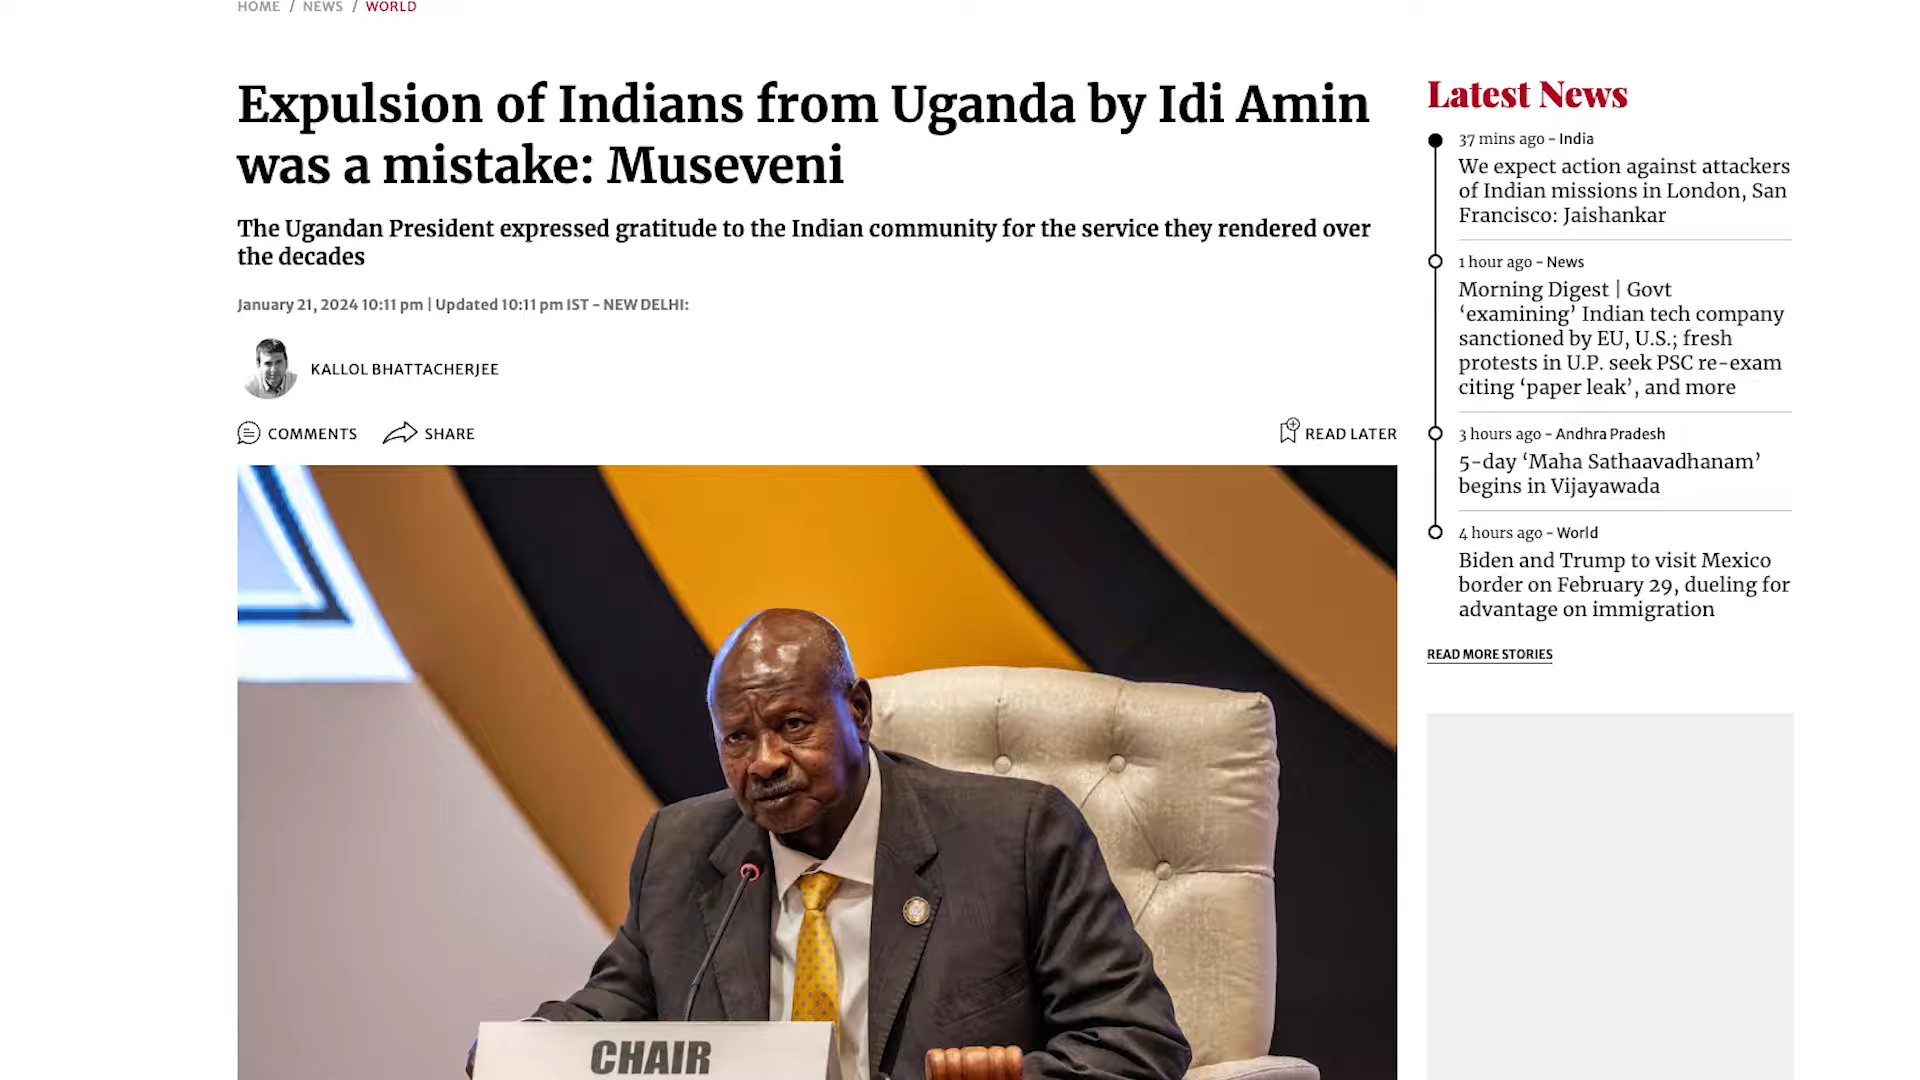 HOME / NEWS / WORLD
Expulsion of Indians from Uganda by Idi Amin
was a mistake: Museveni
The Ugandan President expressed gratitude to the Indian community for the service they rendered over
the decades
January 21, 2024 10:11 pm | Updated 10:11 pm IST - NEW DELHI:
KALLOL BHATTACHERJEE
COMMENTS
SHARE
READ LATER
CHAIR
Latest News
37 mins ago - India
We expect action against attackers
of Indian missions in London, San
Francisco: Jaishankar
1 hour ago - News
Morning Digest | Govt
‘examining’ Indian tech company
sanctioned by EU, U.S.; fresh
protests in U.P. seek PSC re-exam
citing ‘paper leak’, and more
3 hours ago - Andhra Pradesh
5-day ‘Maha Sathaavadhanam’
begins in Vijayawada
4 hours ago - World
Biden and Trump to visit Mexico
border on February 29, dueling for
advantage on immigration
READ MORE STORIES